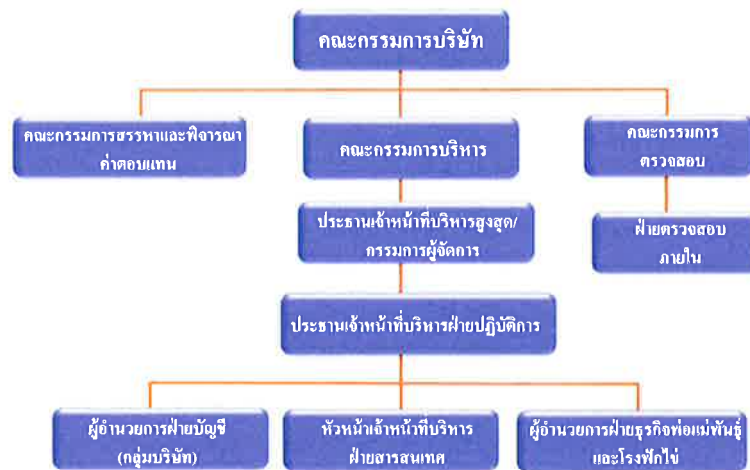 คณะกรรมการบริษัท
คณะกรรมการสรรหาและพิจารณา
ค่าตอบแทน
คณะกรรมการบริหาร
คณะกรรมการ
ตรวจสอบ
ประธานเจ้าหน้าที่บริหารสูงสุด/
กรรมการผู้จัดการ
ฝ่ายตรวจสอบ
ภายใน
ประธานเจ้าหน้าที่บริหารฝ่ายปฏิบัติการ
ผู้อำนวยการฝ่ายบัญชี
(กลุ่มบริษัท)
หัวหน้าเจ้าหน้าที่บริหาร
ฝ่ายสารสนเทศ
ผู้อำนวยการฝ่ายธุรกิจพ่อแม่พันธุ์
และโรงฟักไข่